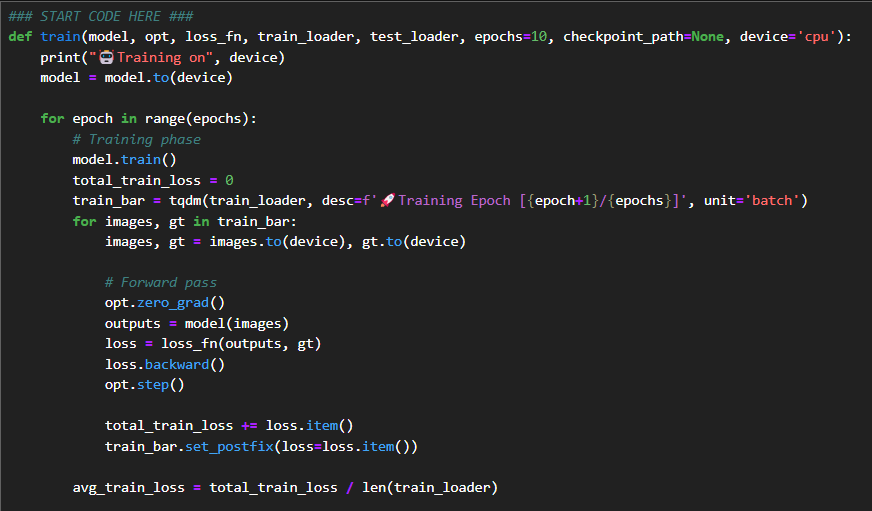 ### START CODE HERE ###
def train(model, opt, loss_fn, train_loader, test_loader, epochs=10, checkpoint_path=None, device='cpu'):
    print("🤖Training on", device)
    model = model.to(device)

    for epoch in range(epochs):
        # Training phase
        model.train()
        total_train_loss = 0
        train_bar = tqdm(train_loader, desc=f'🚀Training Epoch [{epoch+1}/{epochs}]', unit='batch')
        for images, gt in train_bar:
            images, gt = images.to(device), gt.to(device)

            # Forward pass
            opt.zero_grad()
            outputs = model(images)
            loss = loss_fn(outputs, gt)
            loss.backward()
            opt.step()

            total_train_loss += loss.item()
            train_bar.set_postfix(loss=loss.item())

        avg_train_loss = total_train_loss / len(train_loader)